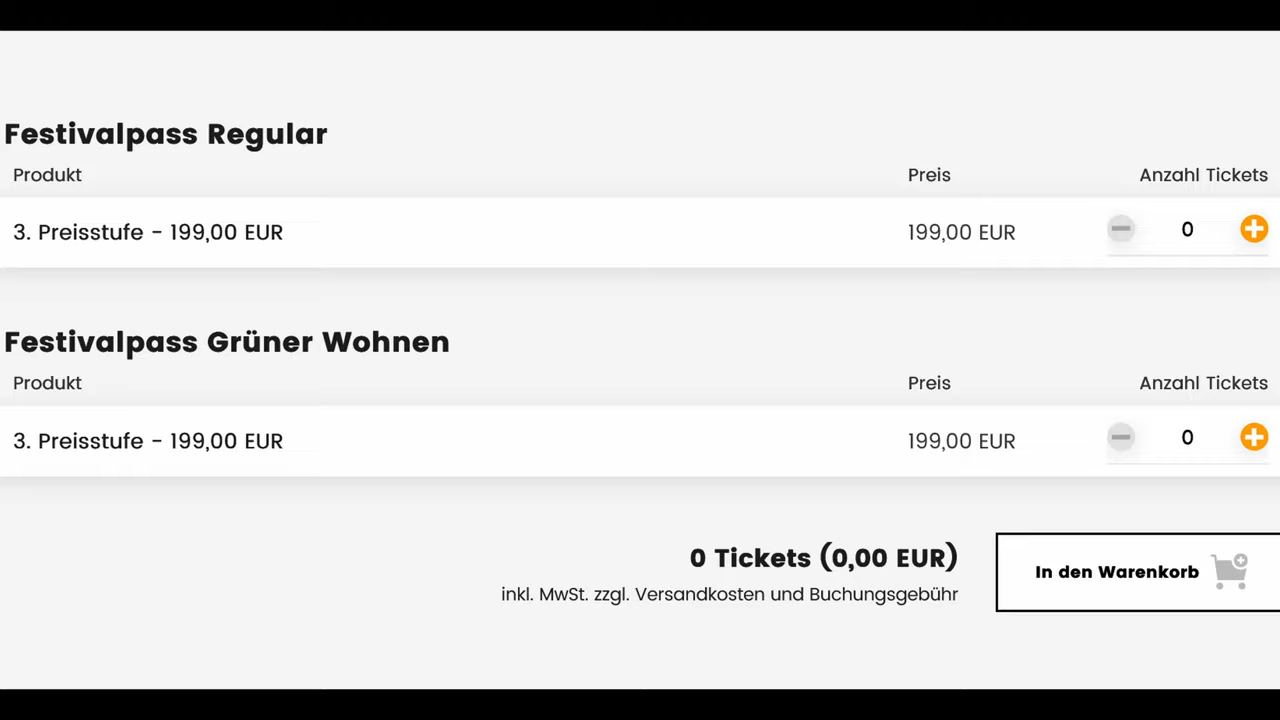 Festivalpass Regular
Produkt Preis Anzahl Tickets
3. Preisstufe - 199,00 EUR 199,00 EUR 0
Festivalpass Grüner Wohnen
Produkt Preis Anzahl Tickets
3. Preisstufe - 199,00 EUR 199,00 EUR 0
0 Tickets (0,00 EUR)
inkl. MwSt. zzgl. Versandkosten und Buchungsgebühr
In den Warenkorb